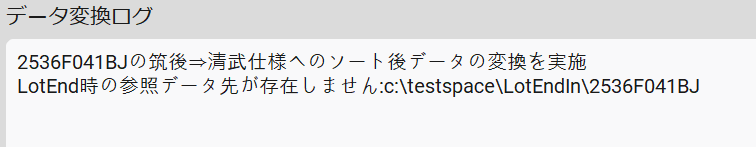 データ変換ログ
2536F041BJの筑後⇒清武仕様へのソート後データの変換を実施
LotEnd時の参照データ先が存在しません:c:\testspace\LotEndIn\2536F041BJ